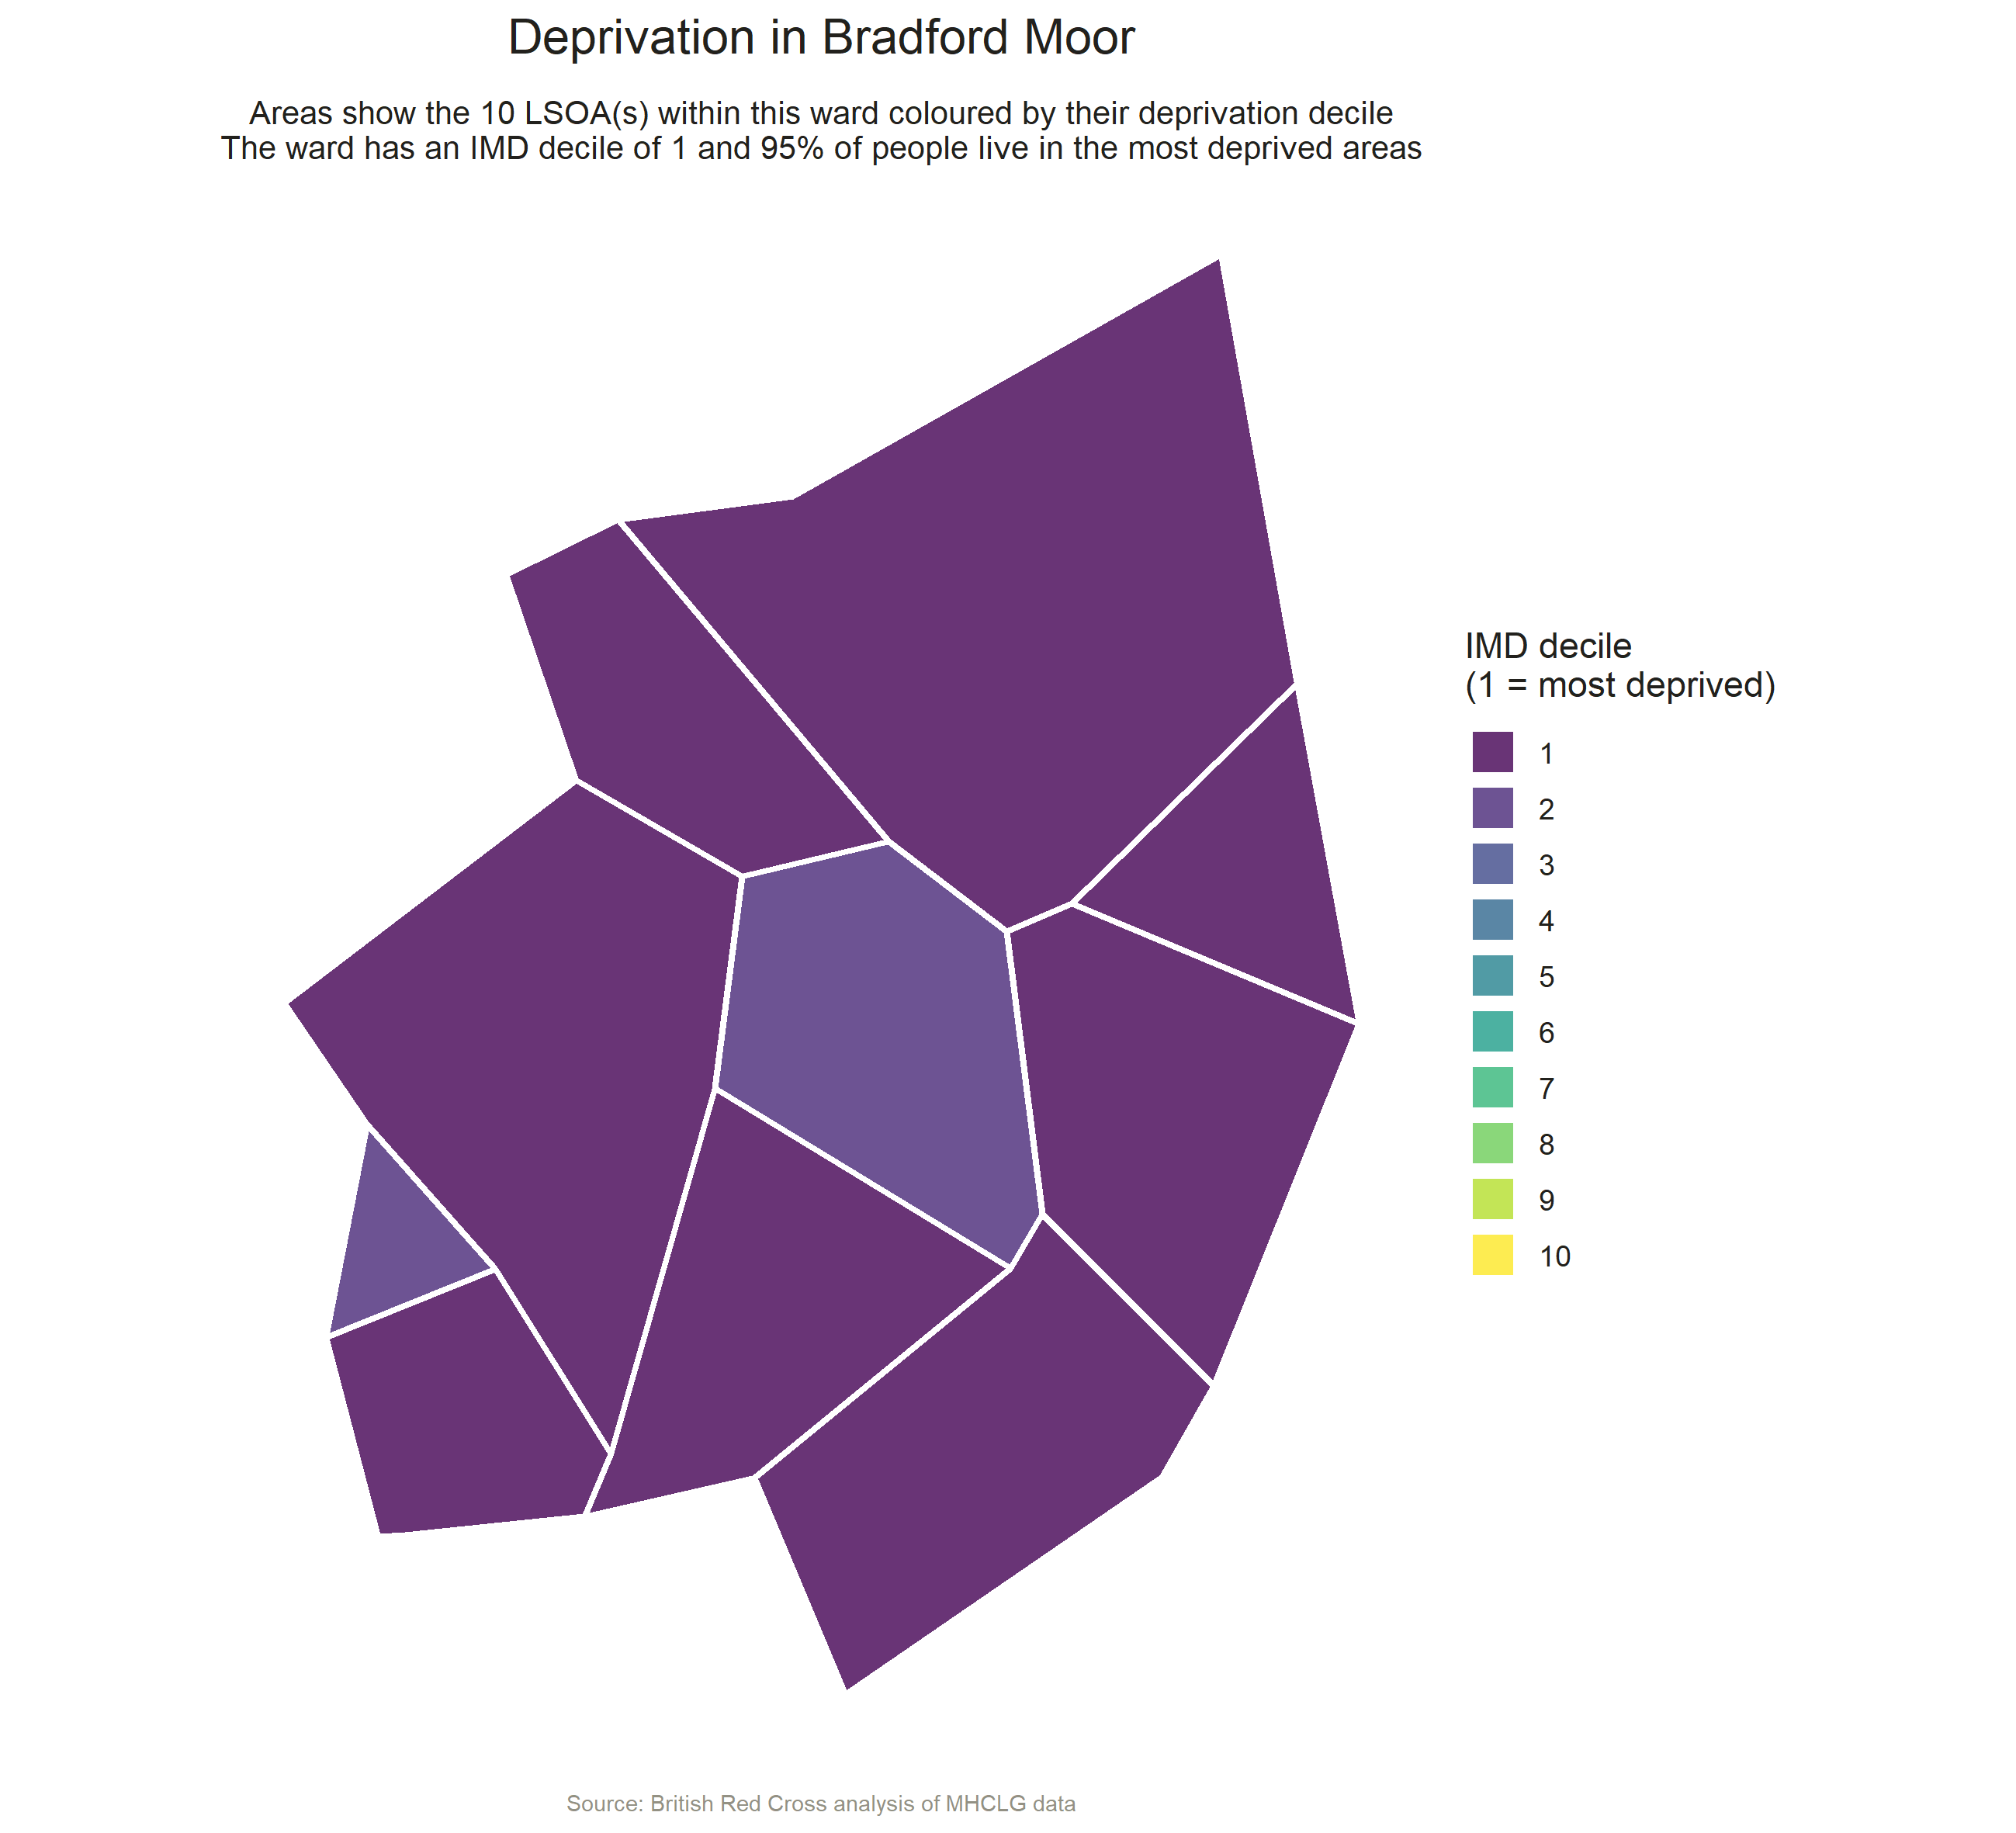 Deprivation in Bradford Moor
Areas show the 10 LSOA(s) within this ward coloured by their deprivation decile
The ward has an IMD decile of 1 and 95% of people live in the most deprived areas
IMD decile
(1 = most deprived)
1
2
3
4
5
6
7
8
9
10
Source: British Red Cross analysis of MHCLG data